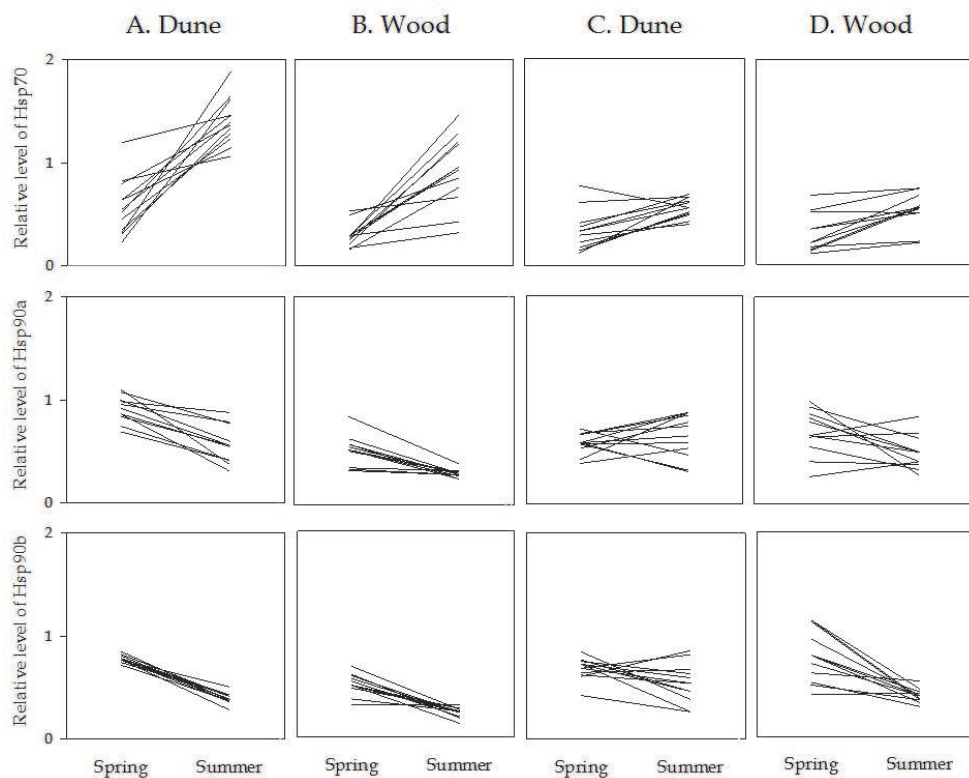 A. Dune B. Wood C. Dune D. Wood
Relative level of Hsp70
2
1
0
Relative level of Hsp90a
2
1
0
Relative level of Hsp90b
2
1
0
Spring Summer Spring Summer Spring Summer Spring Summer